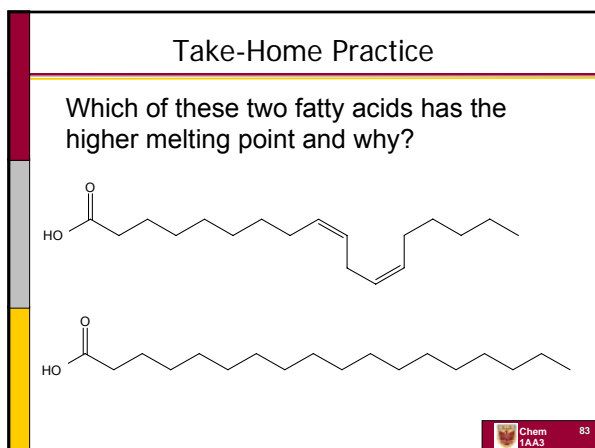 Take-Home Practice
Which of these two fatty acids has the
higher melting point and why?
O
HO
O
HO
Chem 83
1AA3